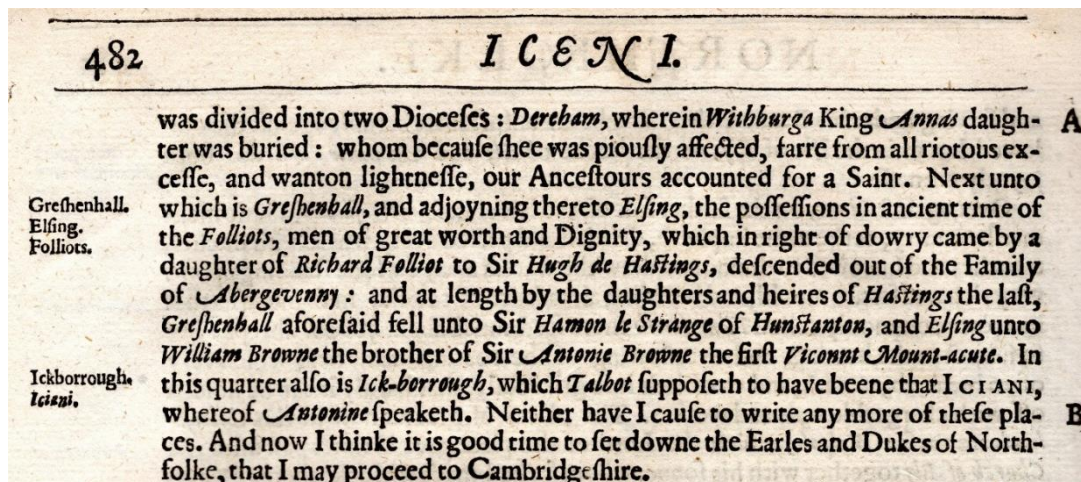 482
ICENI.
was divided into two Dioceſes : Dereham, wherein Withburga King Annas daugh-
A
ter was buried : whom becauſe ſhee was piouſly affected, farre from all riotous ex-
ceſſe, and wanton lightneſſe, our Anceſtours accounted for a Saint. Next unto
Greſhenhall.
which is Greſhenhall, and adjoyning thereto Elſing, the poſſeſſions in ancient time of
Elſing.
the Folliots, men of great worth and Dignity, which in right of dowry came by a
Folliots.
daughter of Richard Folliot to Sir Hugh de Haſtings, deſcended out of the Family
of Abergevenny : and at length by the daughters and heires of Haſtings the laſt,
Greſhenhall aforeſaid fell unto Sir Hamon le Strange of Hunſtanton, and Elſing unto
William Browne the brother of Sir Antonie Browne the firſt Viconnt Mount-acute. In
Ickborrough.
this quarter alſo is Ick-borrough, which Talbot ſuppoſeth to have beene that ICIANI,
Iciani.
whereof Antonine ſpeaketh. Neither have I cauſe to write any more of theſe pla-
B
ces. And now I thinke it is good time to ſet downe the Earles and Dukes of North-
folke, that I may proceed to Cambridgeſhire.